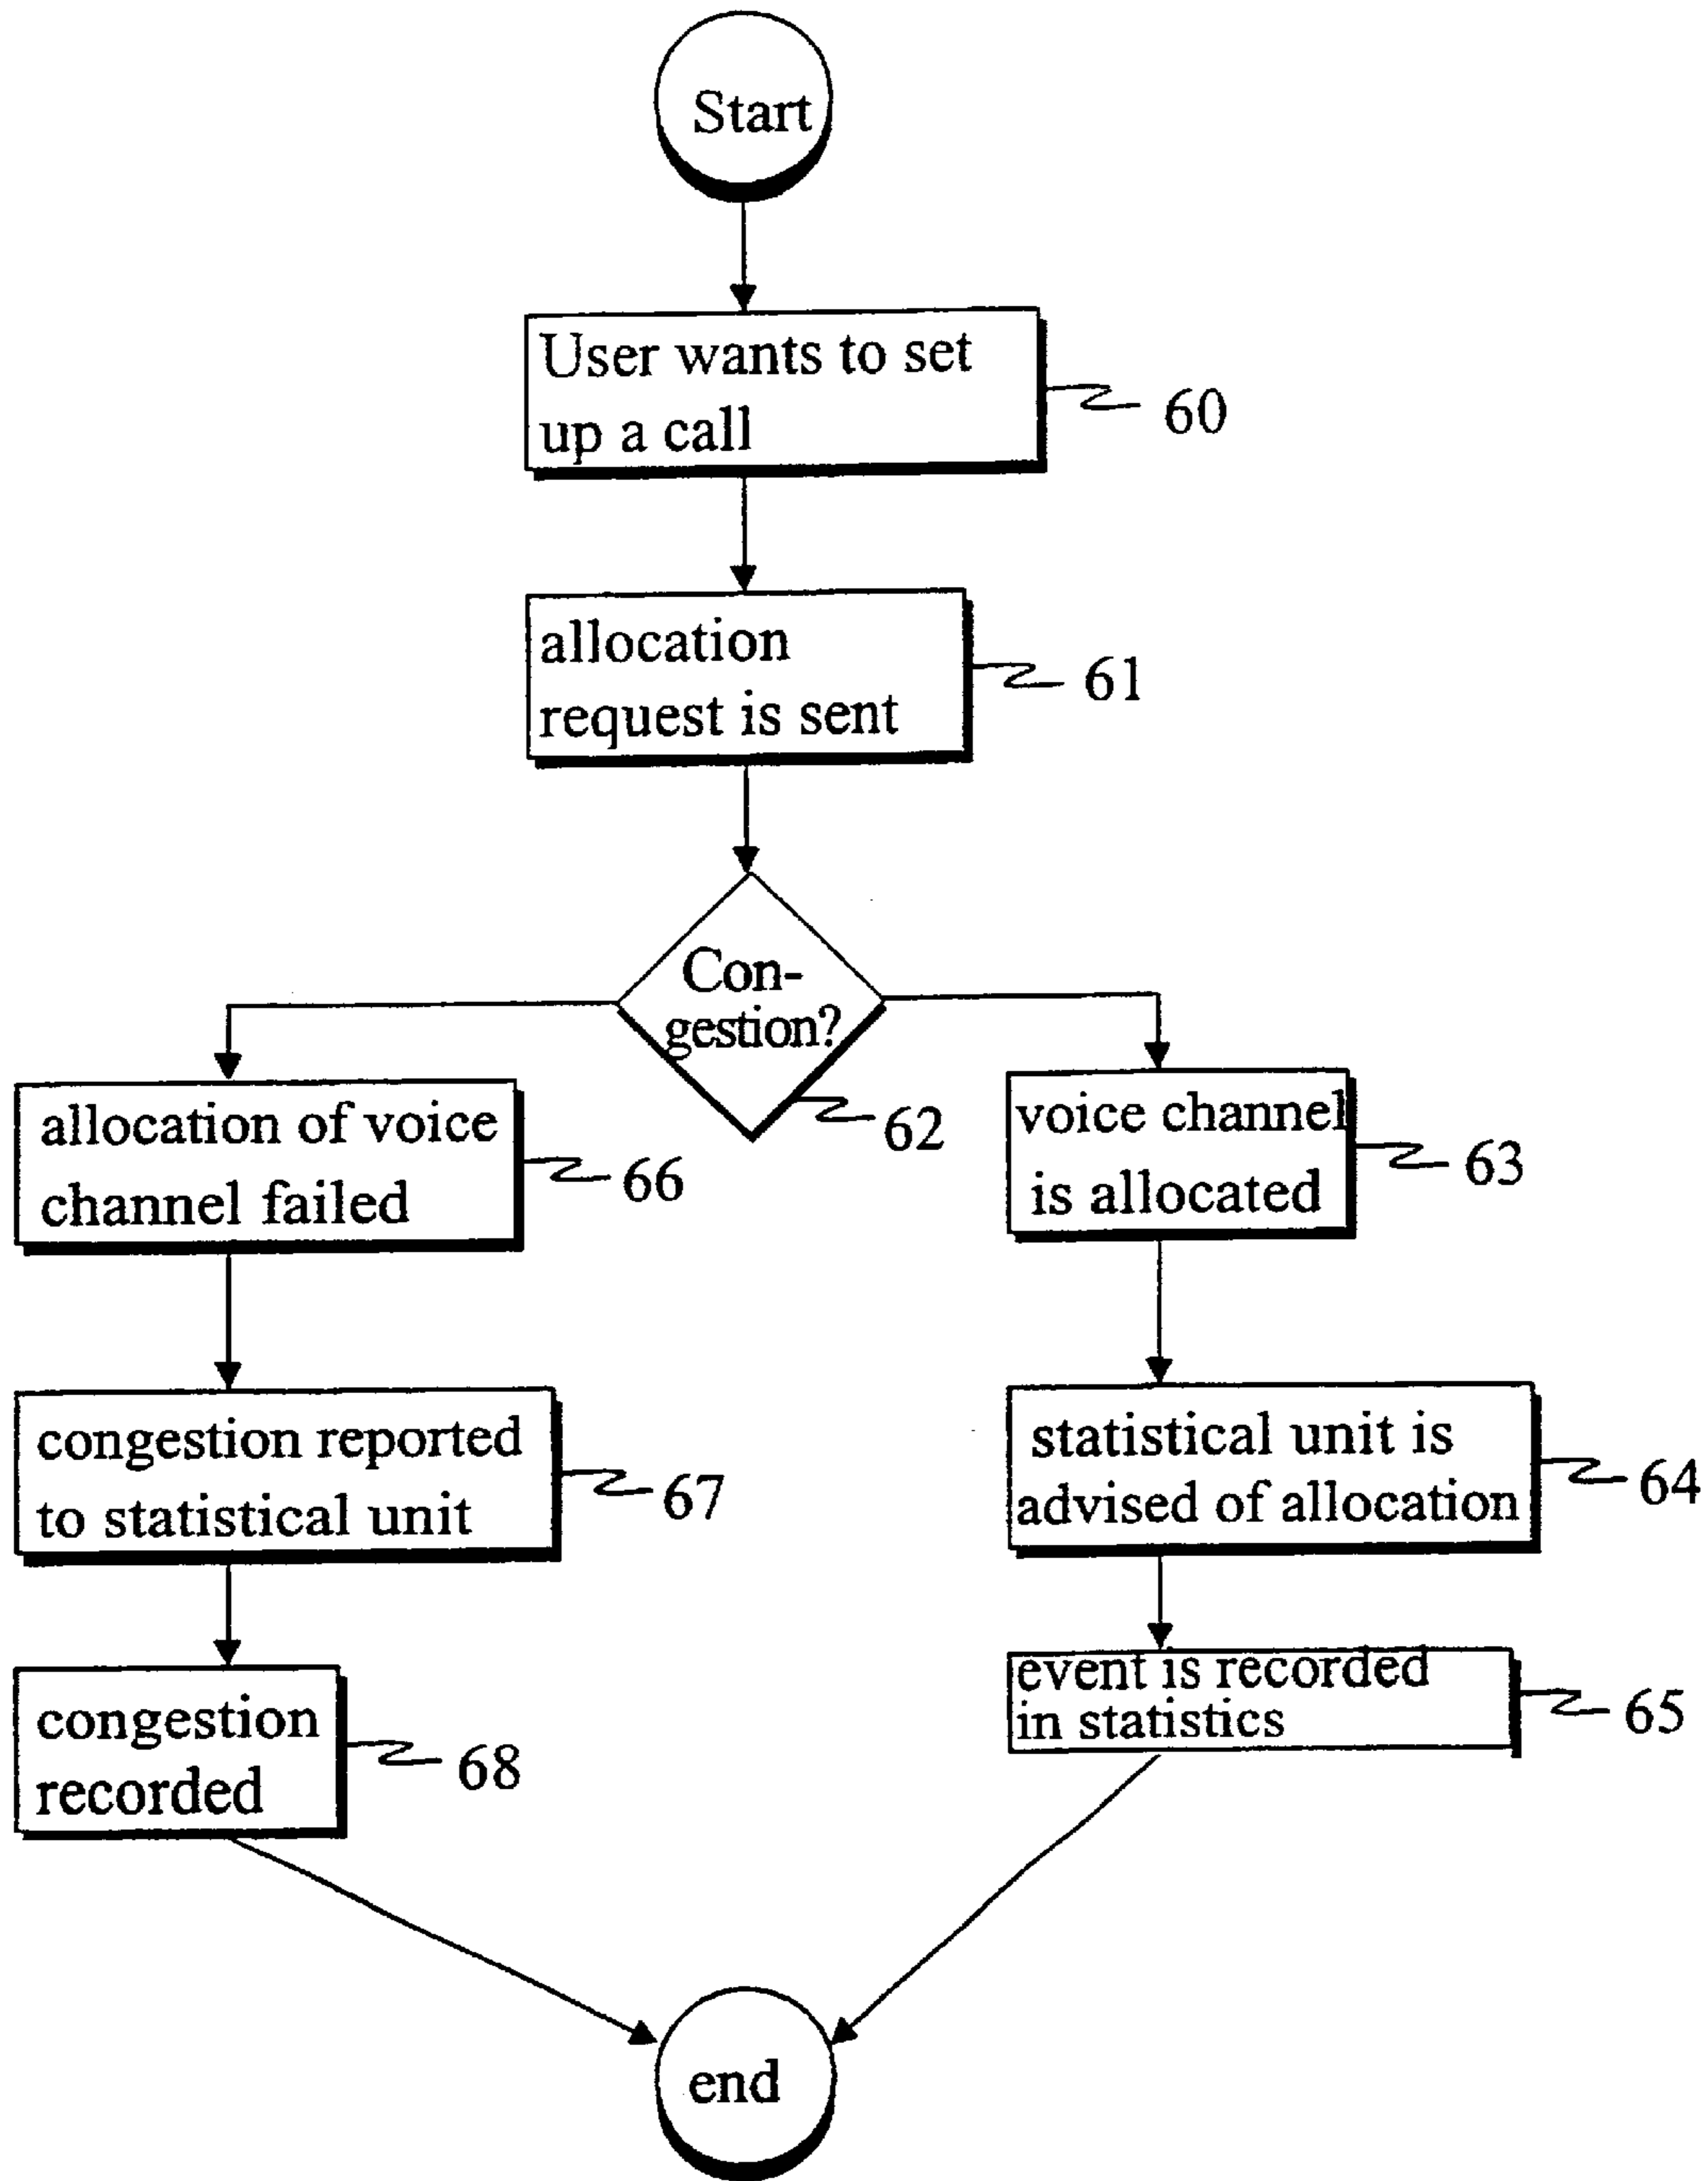 Start
User wants to set
up a call
60
allocation
request is sent
61
Con-
gestion?
62
allocation of voice
channel failed
66
voice channel
is allocated
63
congestion reported
to statistical unit
67
statistical unit is
advised of allocation
64
congestion
recorded
68
event is recorded
in statistics
65
end